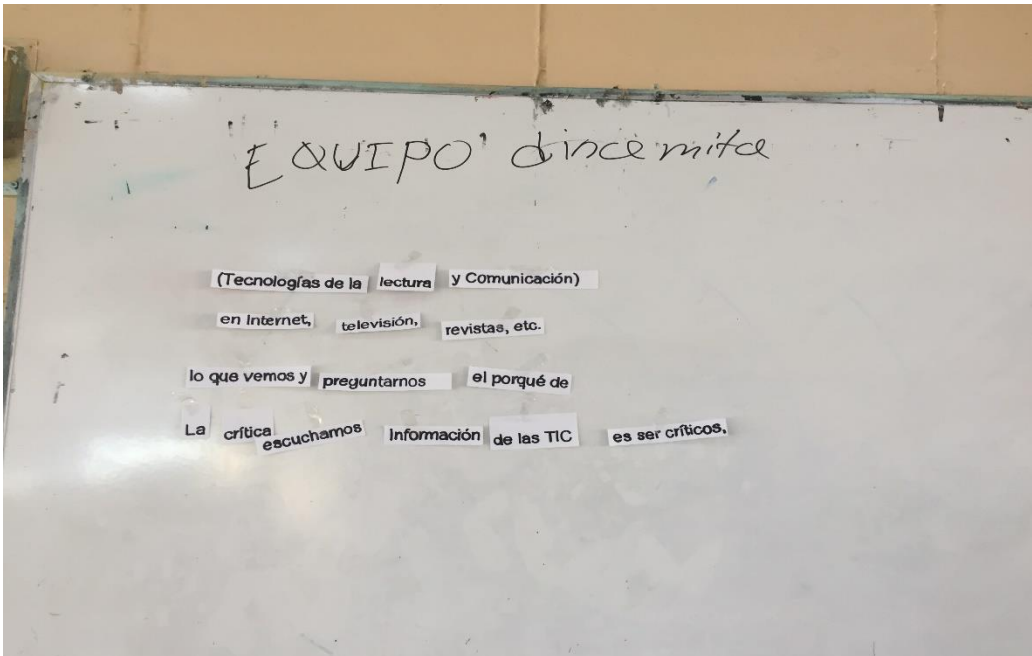 EQUIPO dinamita
(Tecnologías de la lectura y Comunicación)
en Internet, televisión, revistas, etc.
lo que vemos y preguntarnos el porqué de
La crítica escuchamos Información de las TIC es ser críticos,